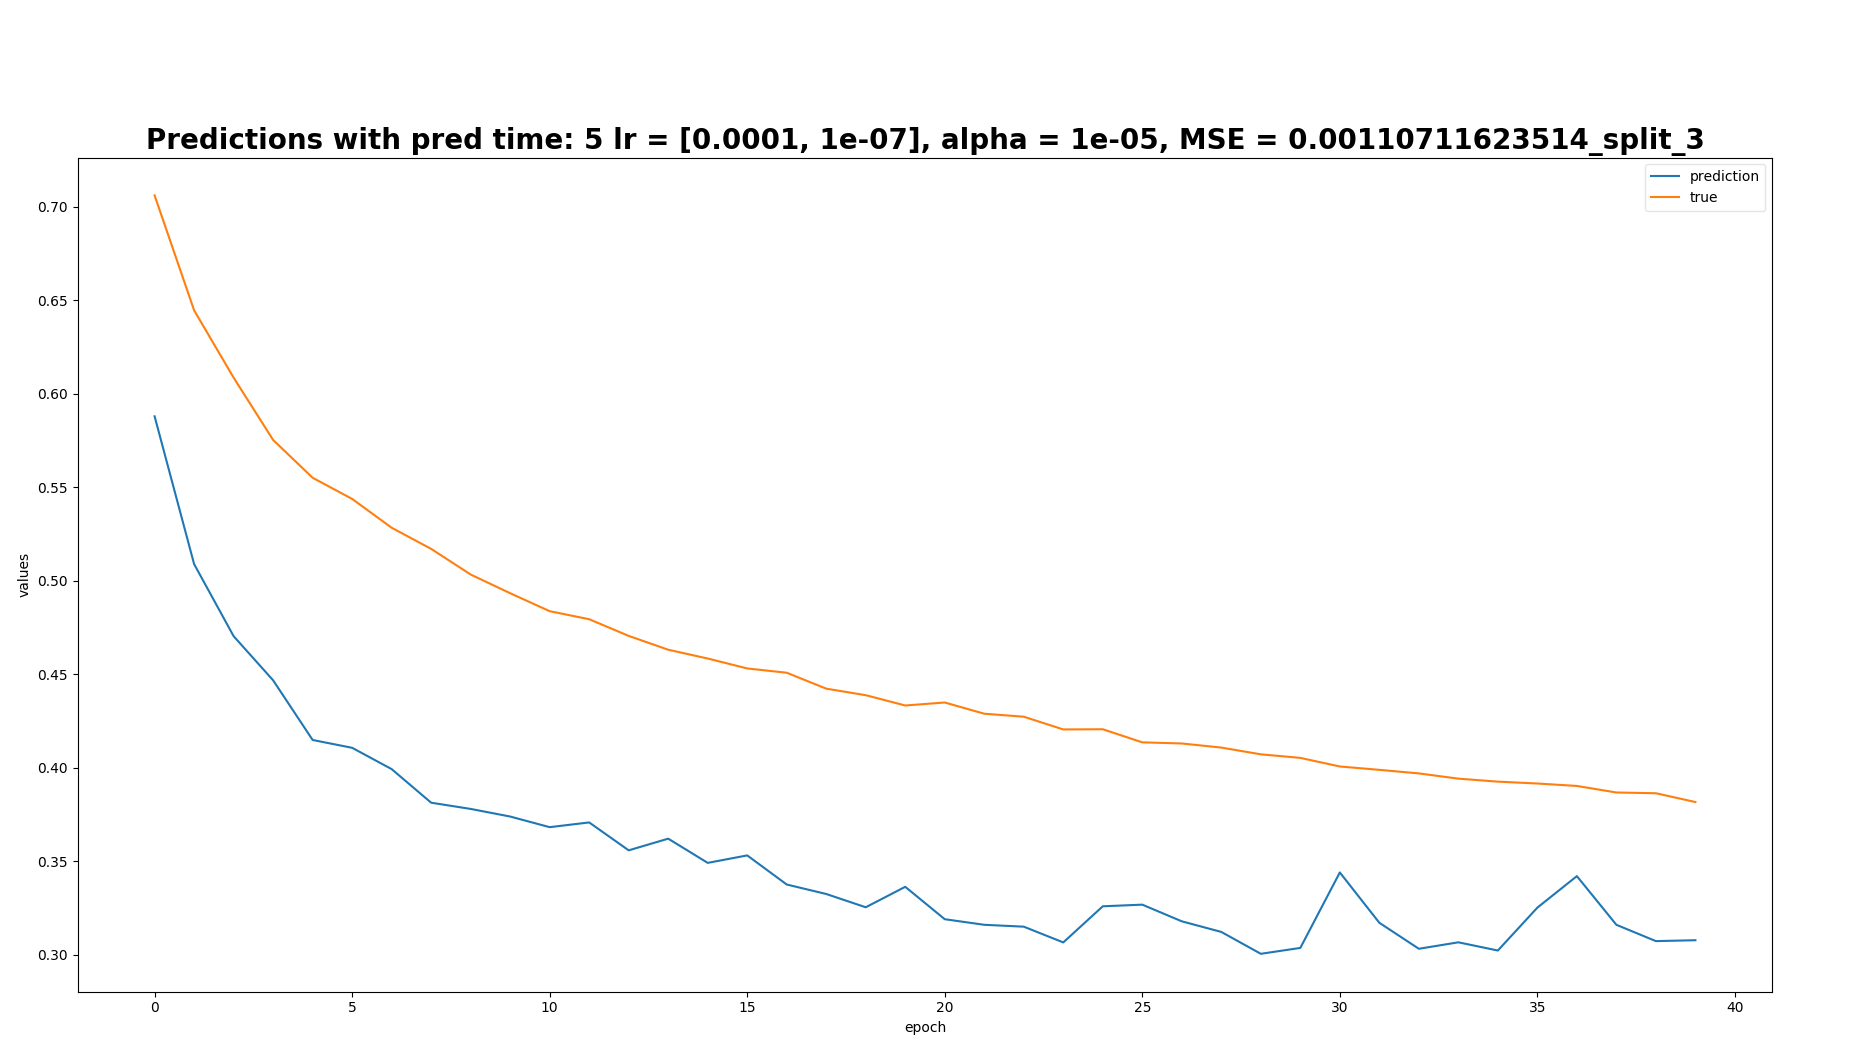 Predictions with pred time: 5 lr = [0.0001, 1e-07], alpha = 1e-05, MSE = 0.00110711623514_split_3
prediction
true
0.70
0.65
0.60
0.55
0.50
0.45
0.40
0.35
0.30
values
0 5 10 15 20 25 30 35 40
epoch